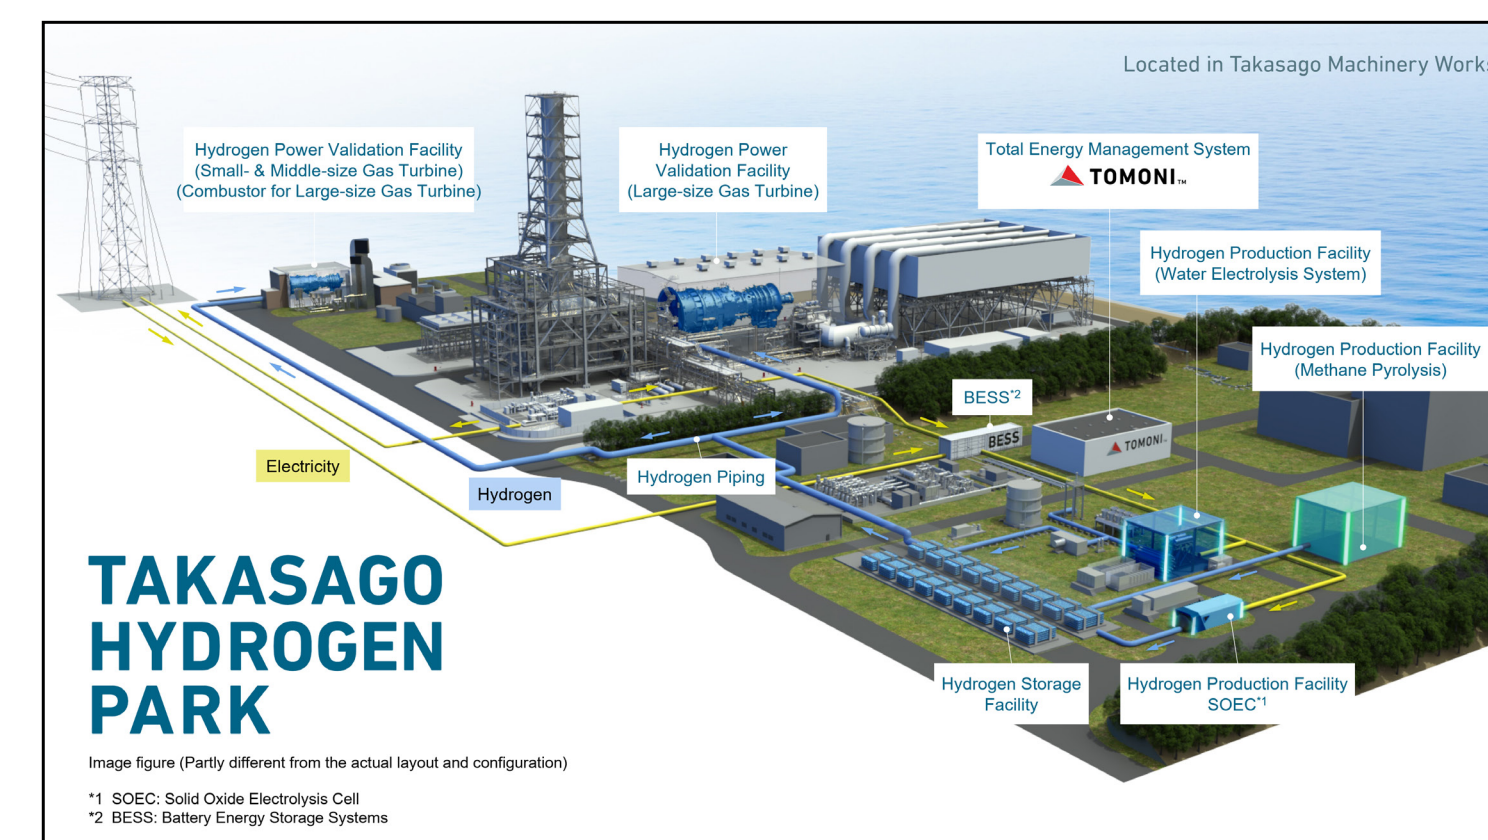 Located in Takasago Machinery Works
Hydrogen Power Validation Facility
(Small- & Middle-size Gas Turbine)
(Combustor for Large-size Gas Turbine)
Hydrogen Power
Validation Facility
(Large-size Gas Turbine)
Total Energy Management System
TOMONI™
Hydrogen Production Facility
(Water Electrolysis System)
Hydrogen Production Facility
(Methane Pyrolysis)
BESS*2
BESS
TOMONI™
Electricity
Hydrogen
Hydrogen Piping
TAKASAGO
HYDROGEN
PARK
Hydrogen Storage
Facility
Hydrogen Production Facility
SOEC*1
Image figure (Partly different from the actual layout and configuration)
*1 SOEC: Solid Oxide Electrolysis Cell
*2 BESS: Battery Energy Storage Systems